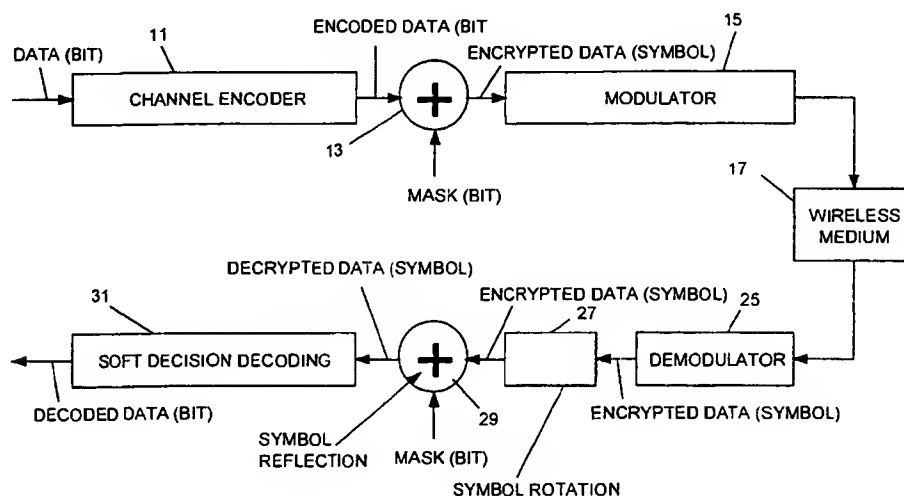 DATA (BIT)
11
CHANNEL ENCODER
ENCODED DATA (BIT
13
+
MASK (BIT)
ENCRYPTED DATA (SYMBOL)
15
MODULATOR
17
WIRELESS
MEDIUM
25
DEMODULATOR
ENCRYPTED DATA (SYMBOL)
27
SYMBOL ROTATION
ENCRYPTED DATA (SYMBOL)
+
29
MASK (BIT)
SYMBOL
REFLECTION
DECRYPTED DATA (SYMBOL)
31
SOFT DECISION DECODING
DECODED DATA (BIT)